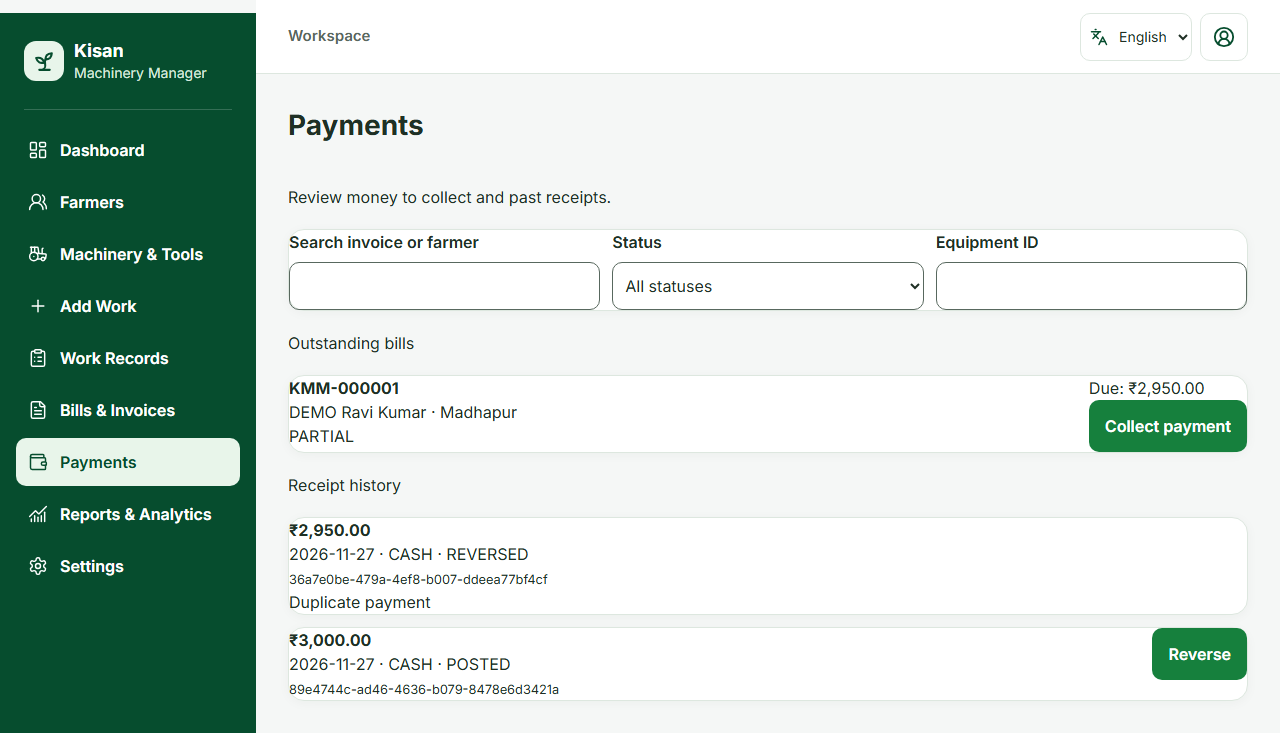 Kisan
Machinery Manager
Dashboard
Farmers
Machinery & Tools
Add Work
Work Records
Bills & Invoices
Payments
Reports & Analytics
Settings
Workspace
English
Payments
Review money to collect and past receipts.
Search invoice or farmer
Status
Equipment ID
All statuses
Outstanding bills
KMM-000001
DEMO Ravi Kumar · Madhapur
PARTIAL
Due: ₹2,950.00
Collect payment
Receipt history
₹2,950.00
2026-11-27 · CASH · REVERSED
36a7e0be-479a-4ef8-b007-ddeea77bf4cf
Duplicate payment
₹3,000.00
2026-11-27 · CASH · POSTED
89e4744c-ad46-4636-b079-8478e6d3421a
Reverse